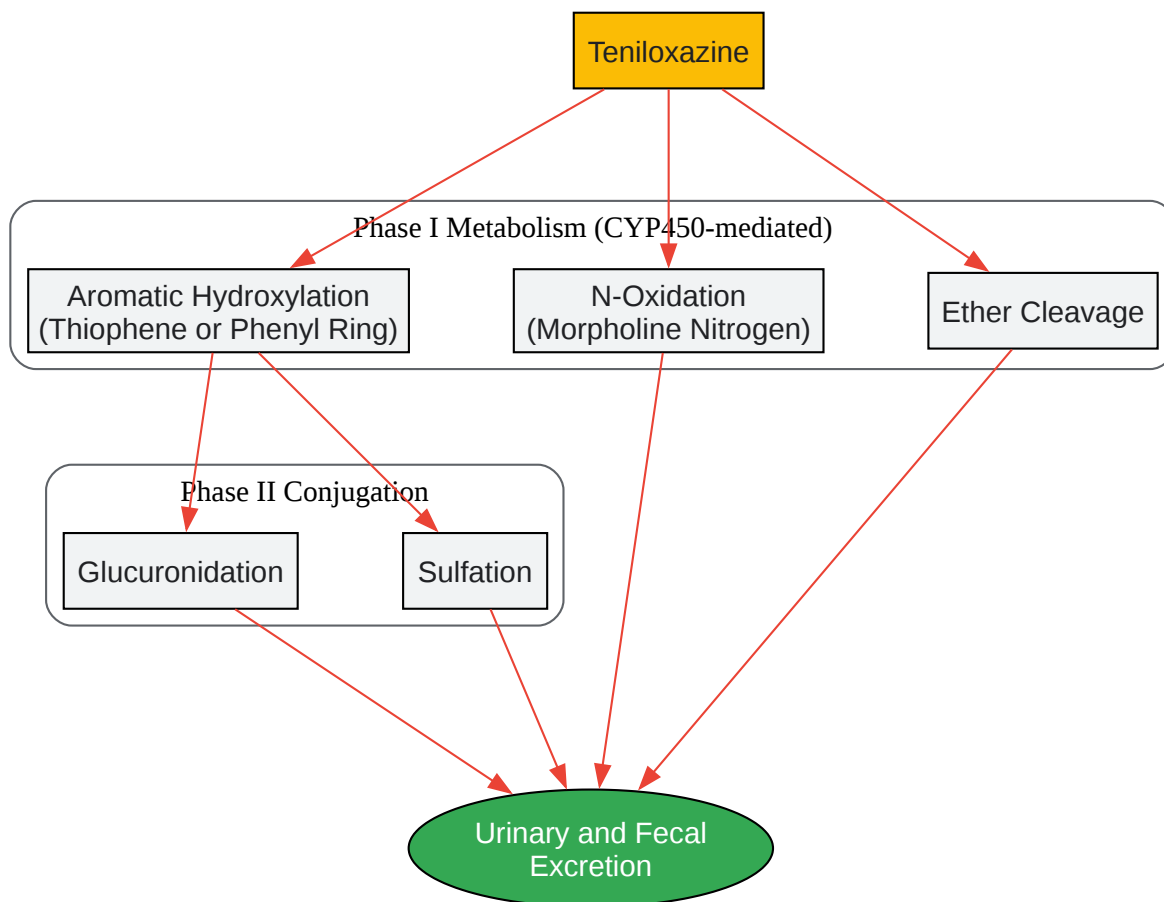 Teniloxazine
Phase I Metabolism (CYP450-mediated)
Aromatic Hydroxylation
(Thiophene or Phenyl Ring)
N-Oxidation
(Morpholine Nitrogen)
Ether Cleavage
Phase II Conjugation
Glucuronidation
Sulfation
Urinary and Fecal
Excretion